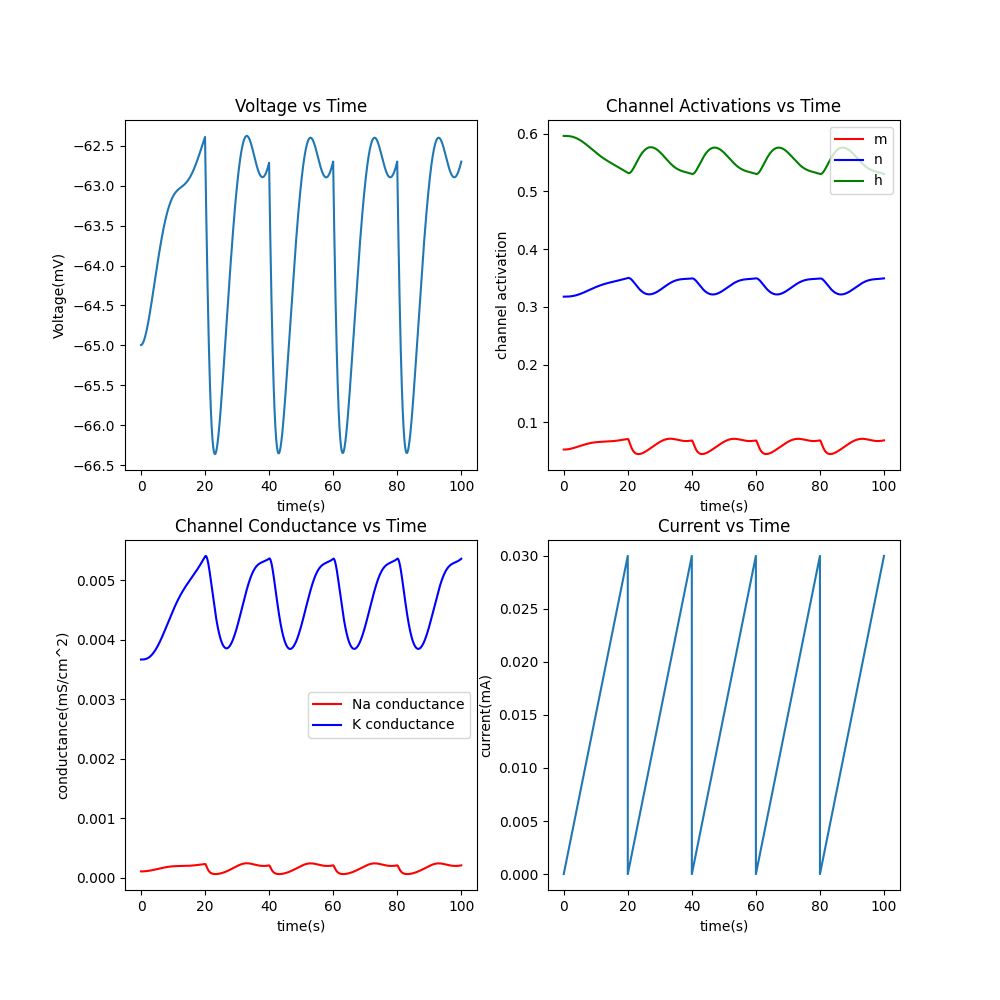 Voltage vs Time
Voltage(mV)
−62.5
−63.0
−63.5
−64.0
−64.5
−65.0
−65.5
−66.0
−66.5
0 20 40 60 80 100
time(s)
Channel Activations vs Time
channel activation
0.6
0.5
0.4
0.3
0.2
0.1
m
n
h
0 20 40 60 80 100
time(s)
Channel Conductance vs Time
conductance(mS/cm^2)
0.005
0.004
0.003
0.002
0.001
0.000
Na conductance
K conductance
0 20 40 60 80 100
time(s)
Current vs Time
current(mA)
0.030
0.025
0.020
0.015
0.010
0.005
0.000
0 20 40 60 80 100
time(s)